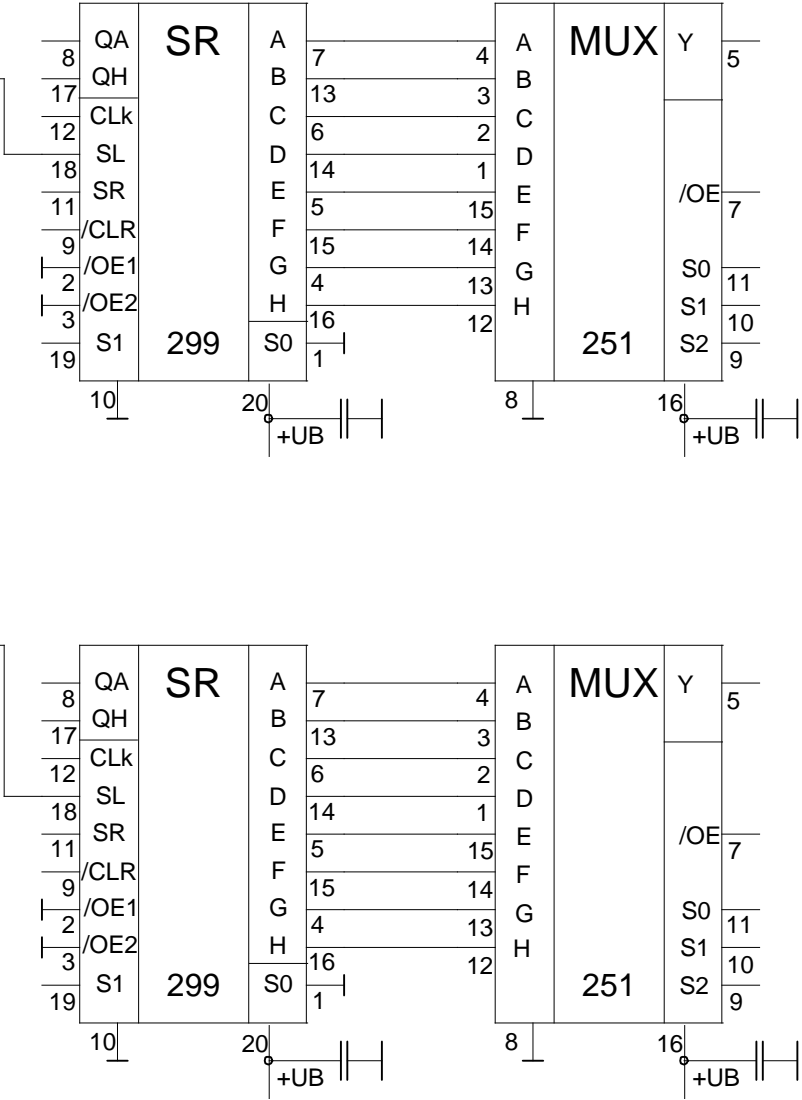 QA SR A A MUX Y
8 7 4 5
QH B B
17 13 3
CLk C C
12 6 2
SL D D
18 14 1
SR E E /OE
11 5 15 7
/CLR F F
9 15 14
/OE1 G G S0
2 4 13 11
/OE2 H H S1
3 16 12 10
S1 299 S0 251 S2
19 1 9
10 20 8 16
+UB +UB
QA SR A A MUX Y
8 7 4 5
QH B B
17 13 3
CLk C C
12 6 2
SL D D
18 14 1
SR E E /OE
11 5 15 7
/CLR F F
9 15 14
/OE1 G G S0
2 4 13 11
/OE2 H H S1
3 16 12 10
S1 299 S0 251 S2
19 1 9
10 20 8 16
+UB +UB